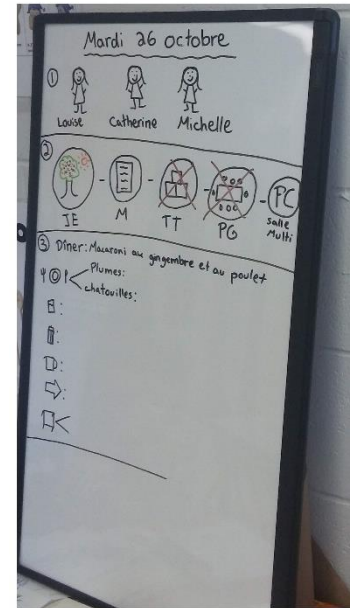 Mardi 26 octobre
①
Louise Catherine Michelle
②
PC
JE - M - TT - PG - salle Multi
③ Dîner: Macaroni au gingembre et au poulet
Plumes:
chatouilles: